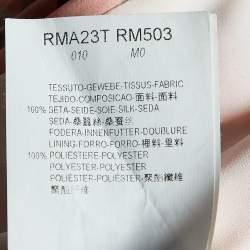 RMA23T RM503
010 M0
TESSUTO-GEWEBE-TISSUS-FABRIC
TEJIDO-COMPOSICAO-面料-面料
100% SETA-SEIDE-SOIE-SILK-SEDA
SEDA-桑蠶絲-桑蚕丝
FODERA-INNENFUTTER-DOUBLURE
LINING-FORRO-FORRO-裡料-里料
100% POLIESTERE-POLYESTER
POLYESTER-POLYESTER
POLIÉSTER-POLIÉSTER-聚酯纖維
聚酯纤维